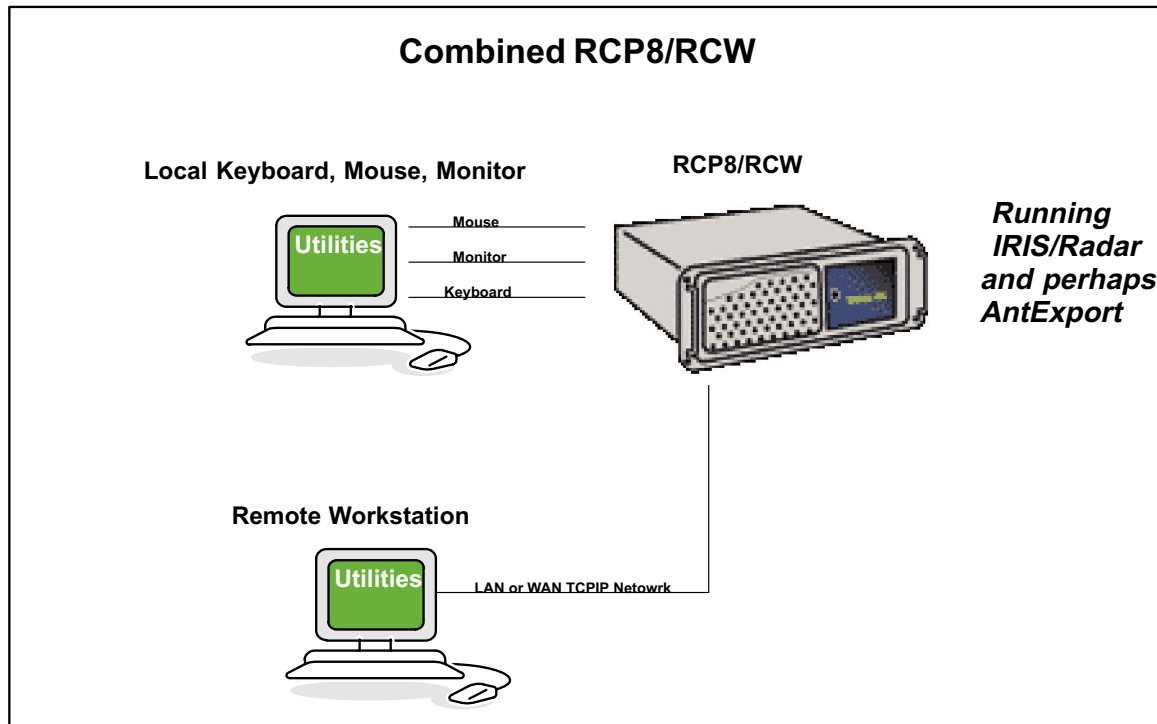 Combined RCP8/RCW
Local Keyboard, Mouse, Monitor
RCP8/RCW
Utilities
Mouse
Monitor
Keyboard
Running
IRIS/Radar
and perhaps
AntExport
Remote Workstation
Utilities
LAN or WAN TCPIP Netowrk